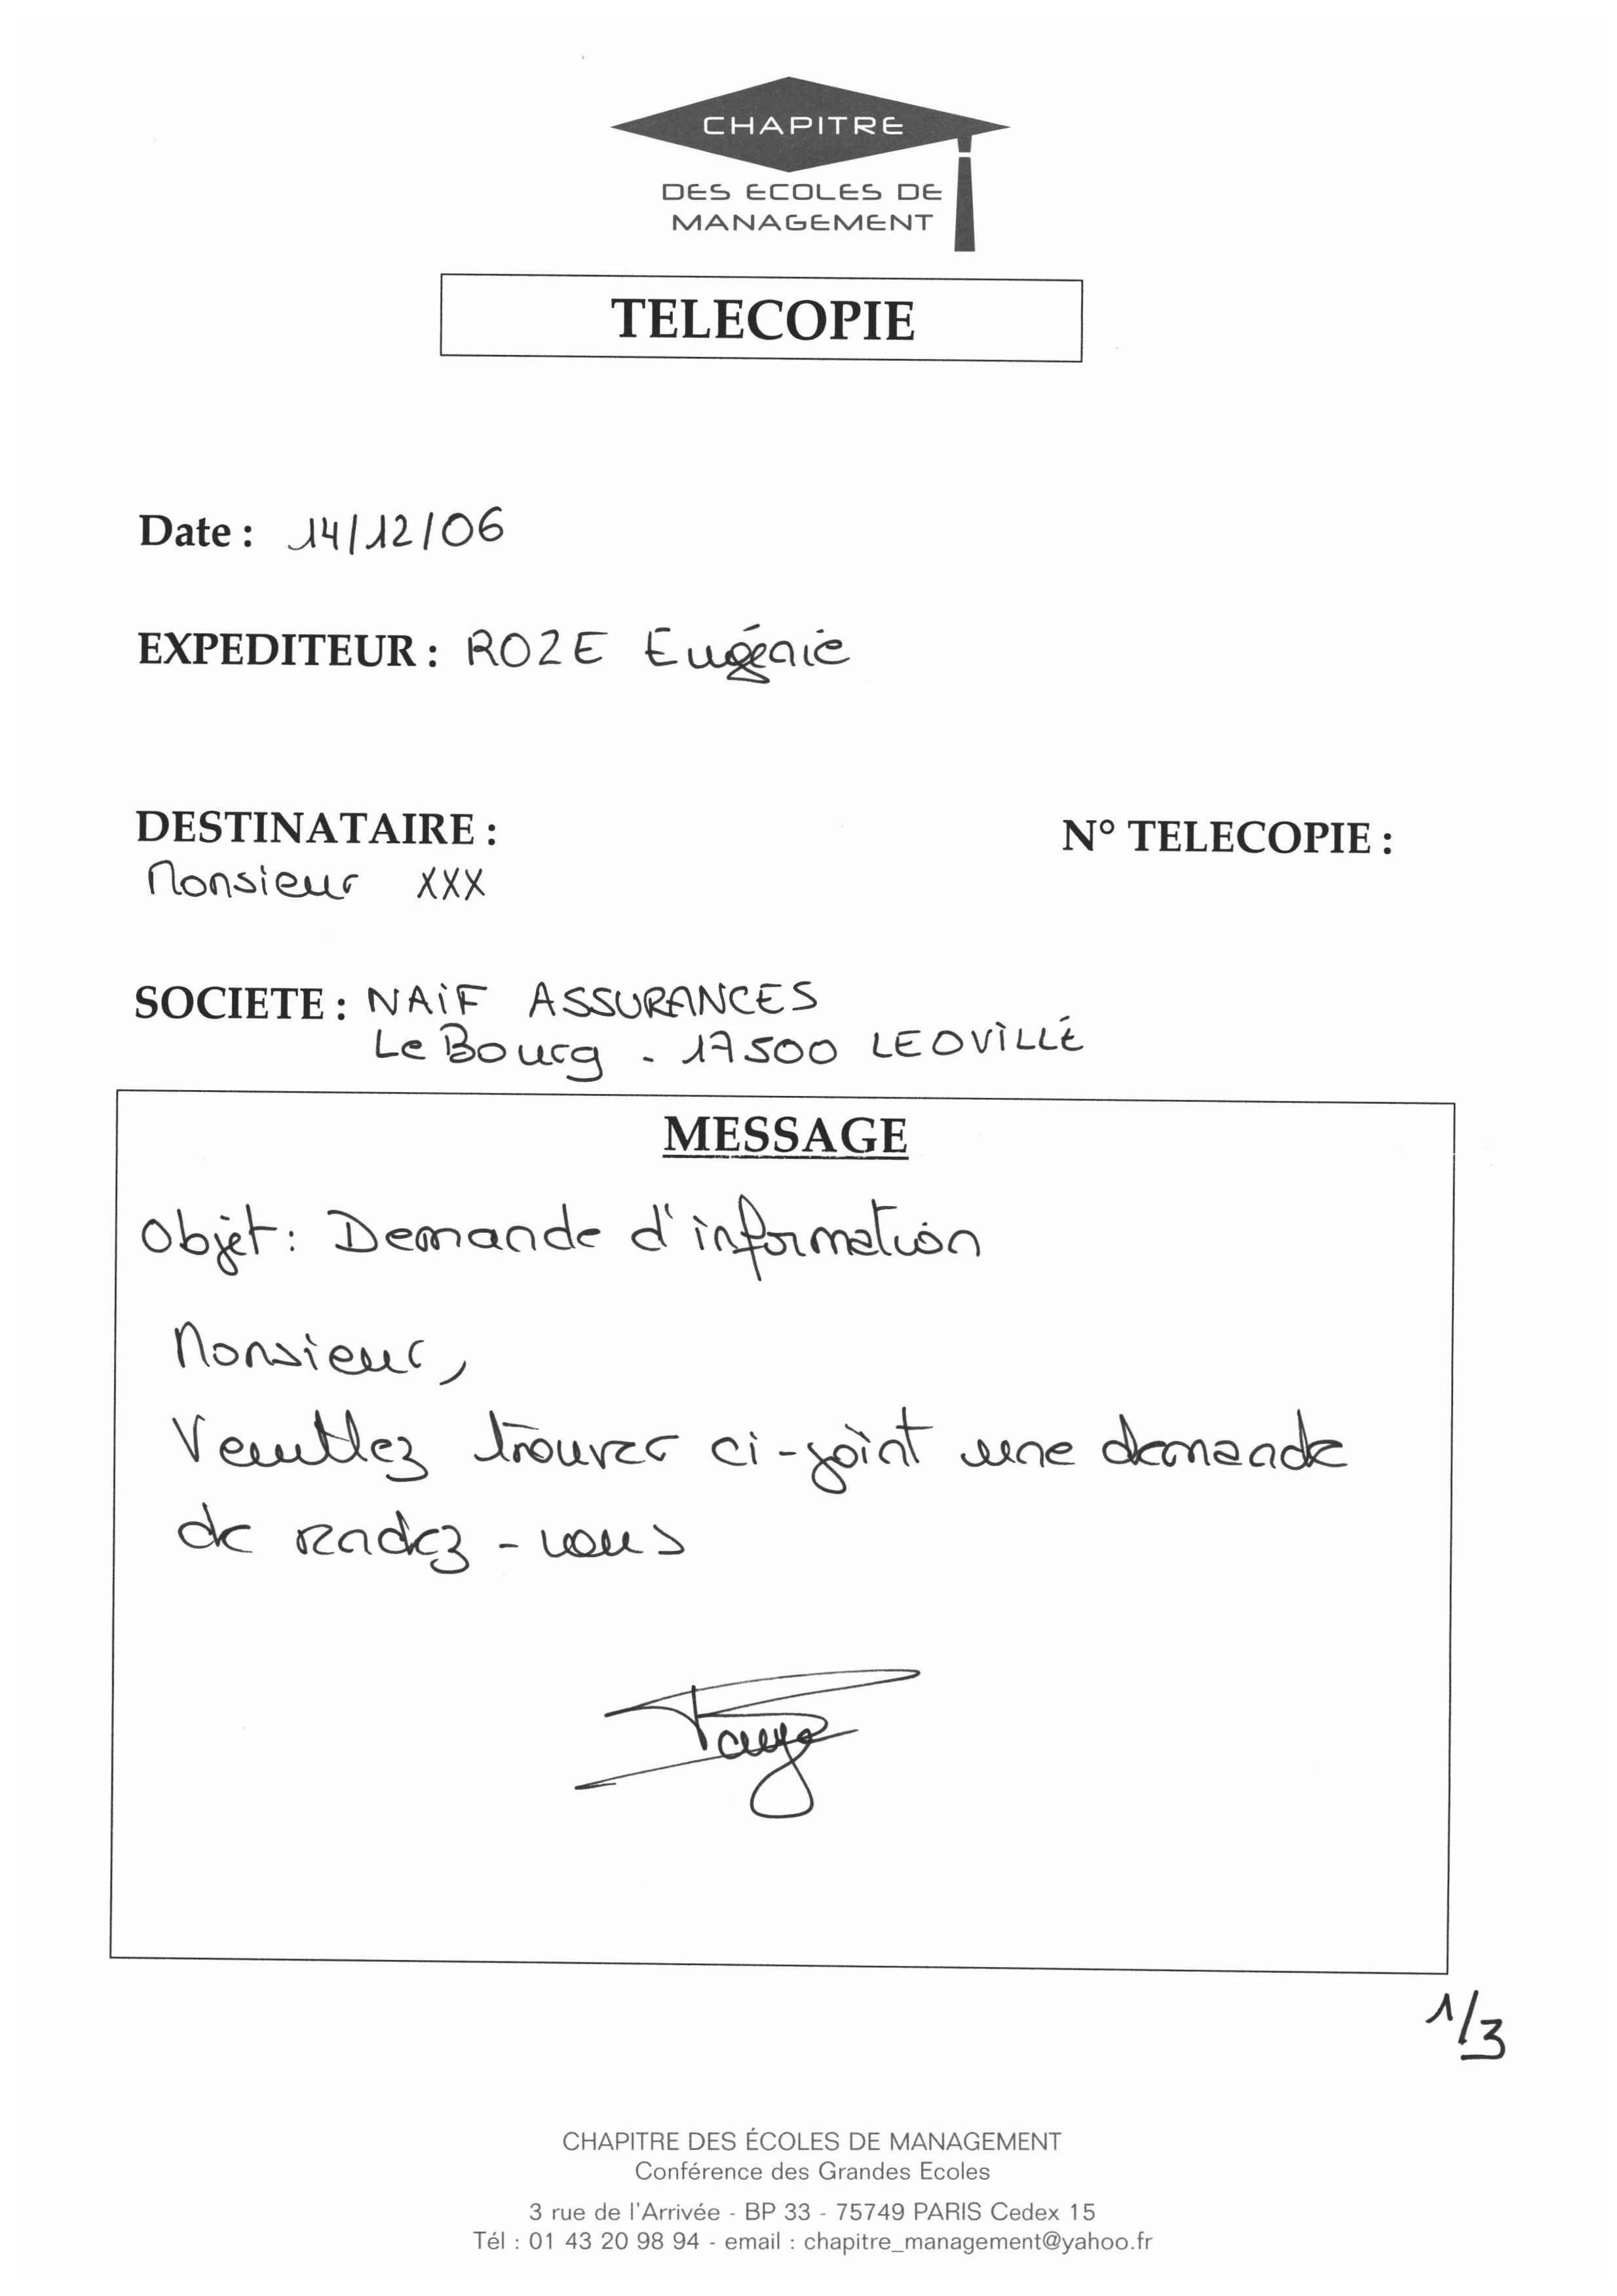 CHAPITRE
DES ECOLES DE
MANAGEMENT
TELECOPIE
Date : 14/12/06
EXPEDITEUR : ROZE Eugénie
DESTINATAIRE : N° TELECOPIE :
Monsieur XXX
SOCIETE : NAIF ASSURANCES
Le Bourg - 17500 LEOVILLE
MESSAGE
Objet : Demande d'information
Monsieur,
Veuillez trouver ci-joint une demande
de radez-vous
1/3
CHAPITRE DES ÉCOLES DE MANAGEMENT
Conférence des Grandes Ecoles
3 rue de l'Arrivée - BP 33 - 75749 PARIS Cedex 15
Tél : 01 43 20 98 94 - email : chapitre_management@yahoo.fr